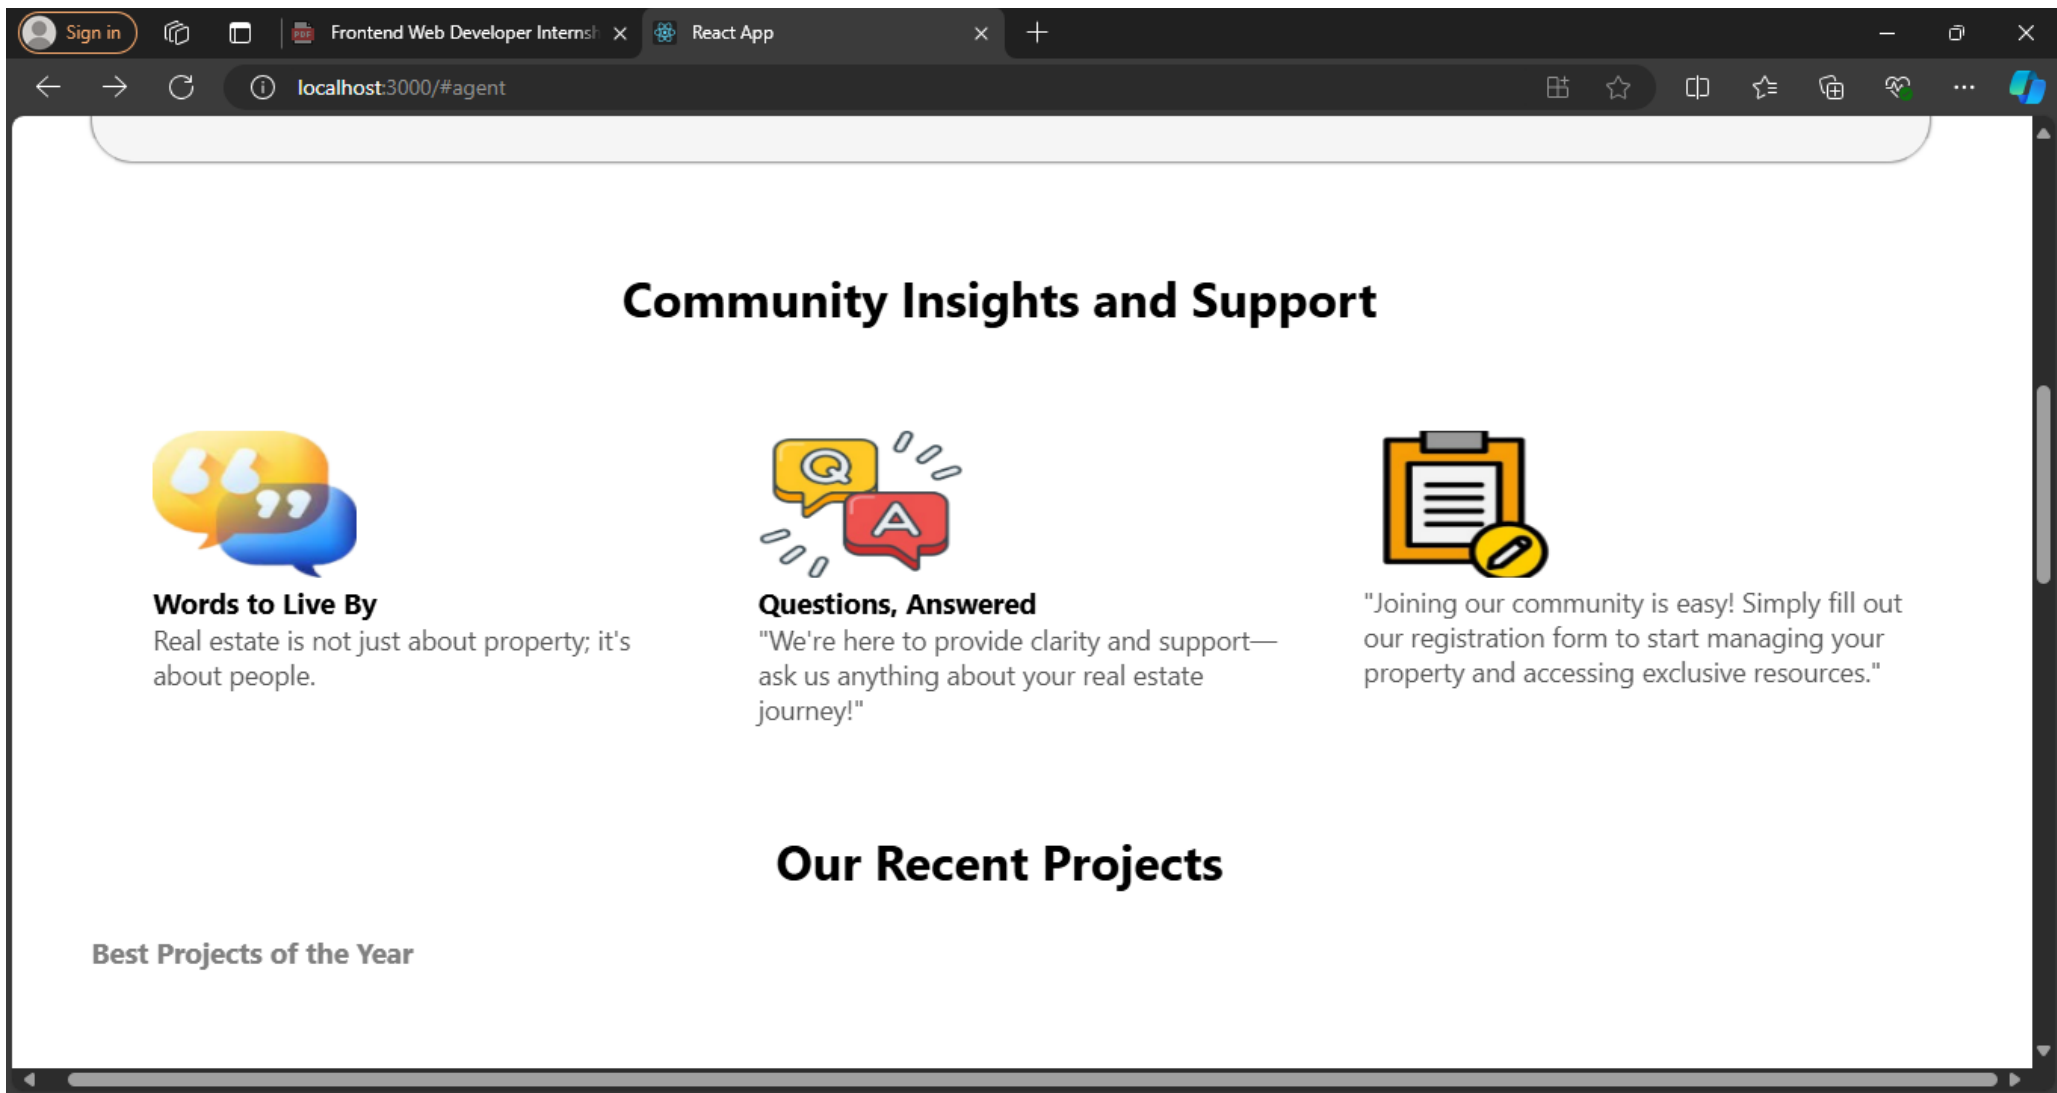 Sign in
Frontend Web Developer Internsh
React App
localhost:3000/#agent
Community Insights and Support
Q
A
Words to Live By
Real estate is not just about property; it's
about people.
Questions, Answered
"We're here to provide clarity and support—
ask us anything about your real estate
journey!"
"Joining our community is easy! Simply fill out
our registration form to start managing your
property and accessing exclusive resources."
Our Recent Projects
Best Projects of the Year